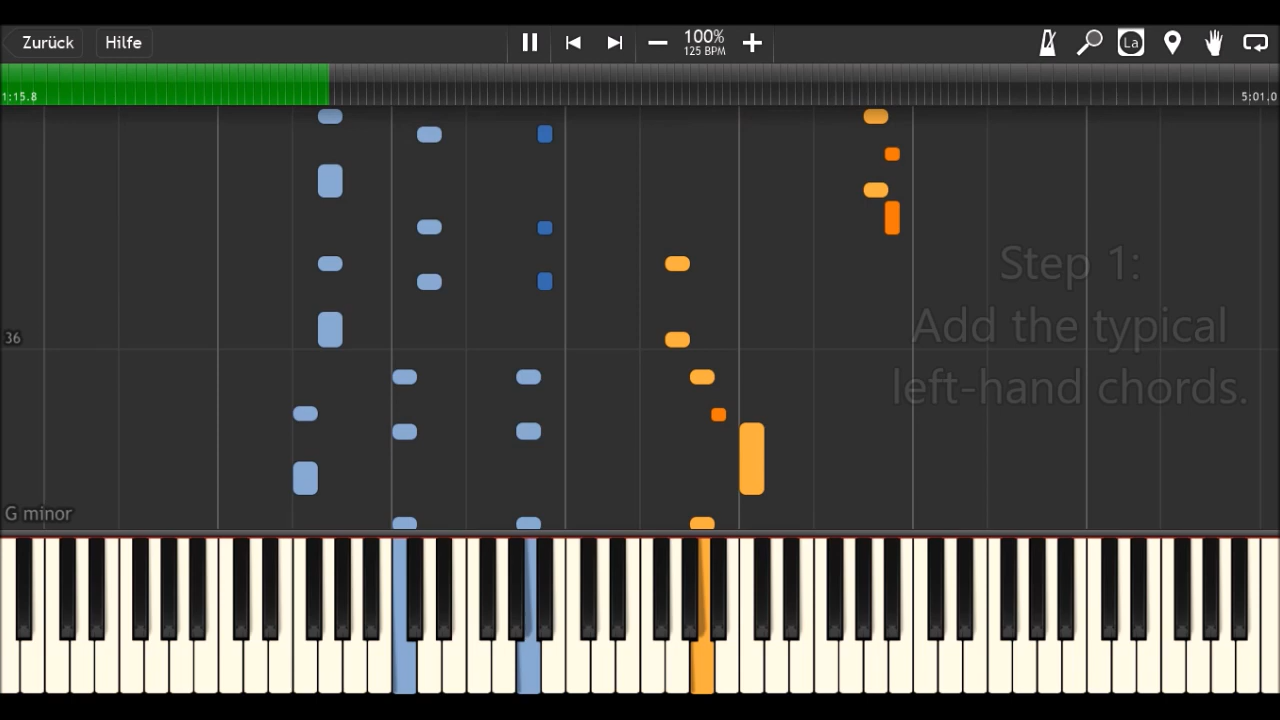 Zurück
Hilfe
100%
125 BPM
La
1:15.8
5:01.0
Step 1:
Add the typical
left-hand chords.
36
G minor